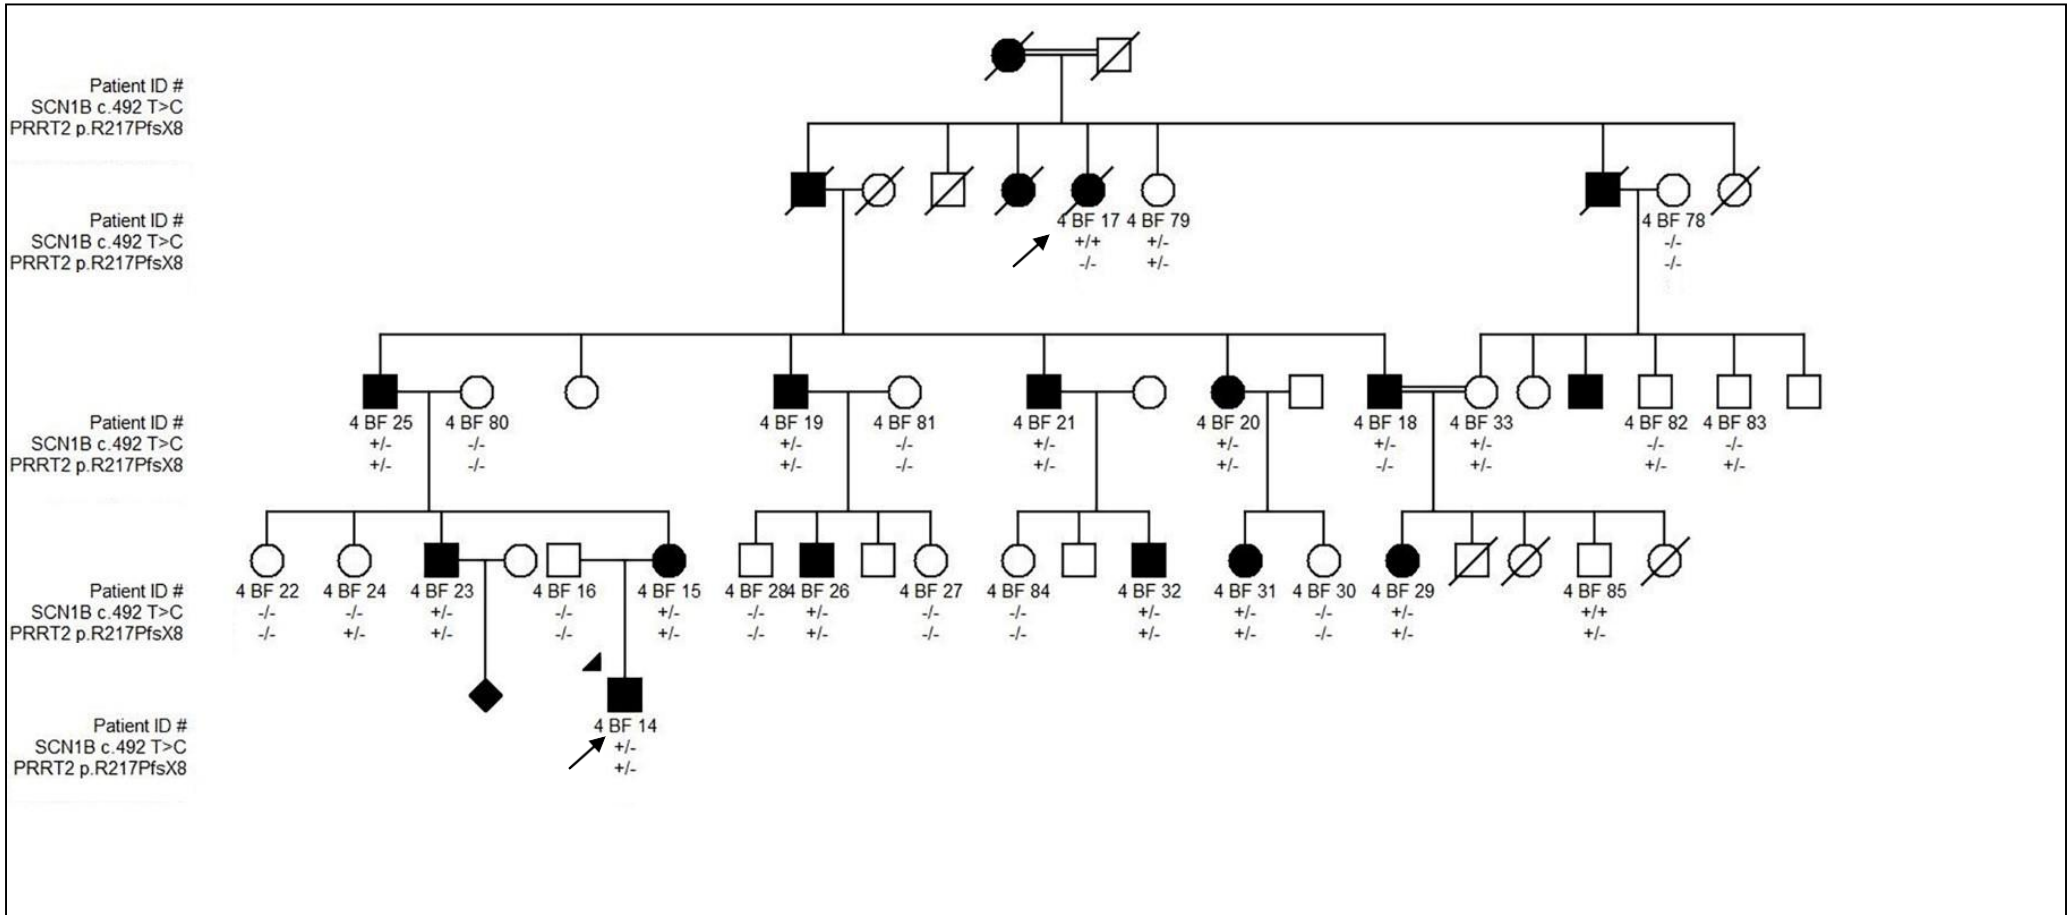 Patient ID #
SCN1B c.492 T>C
PRRT2 p.R217PfsX8
Patient ID # 4 BF 17 4 BF 79 4 BF 78
SCN1B c.492 T>C +/+ +/- -/-
PRRT2 p.R217PfsX8 -/- +/- -/-
Patient ID # 4 BF 25 4 BF 80 4 BF 19 4 BF 81 4 BF 21 4 BF 20 4 BF 18 4 BF 33 4 BF 82 4 BF 83
SCN1B c.492 T>C +/- -/- +/- -/- +/- +/- +/- +/- -/- -/-
PRRT2 p.R217PfsX8 +/- -/- +/- -/- +/- +/- -/- +/- +/- +/-
Patient ID # 4 BF 22 4 BF 24 4 BF 23 4 BF 16 4 BF 15 4 BF 28 4 BF 26 4 BF 27 4 BF 84 4 BF 32 4 BF 31 4 BF 30 4 BF 29 4 BF 85
SCN1B c.492 T>C -/- -/- +/- -/- +/- -/- +/- -/- -/- +/- +/- -/- +/- +/+
PRRT2 p.R217PfsX8 -/- +/- +/- -/- +/- -/- +/- -/- -/- +/- +/- -/- +/- +/-
Patient ID # 4 BF 14
SCN1B c.492 T>C +/-
PRRT2 p.R217PfsX8 +/-